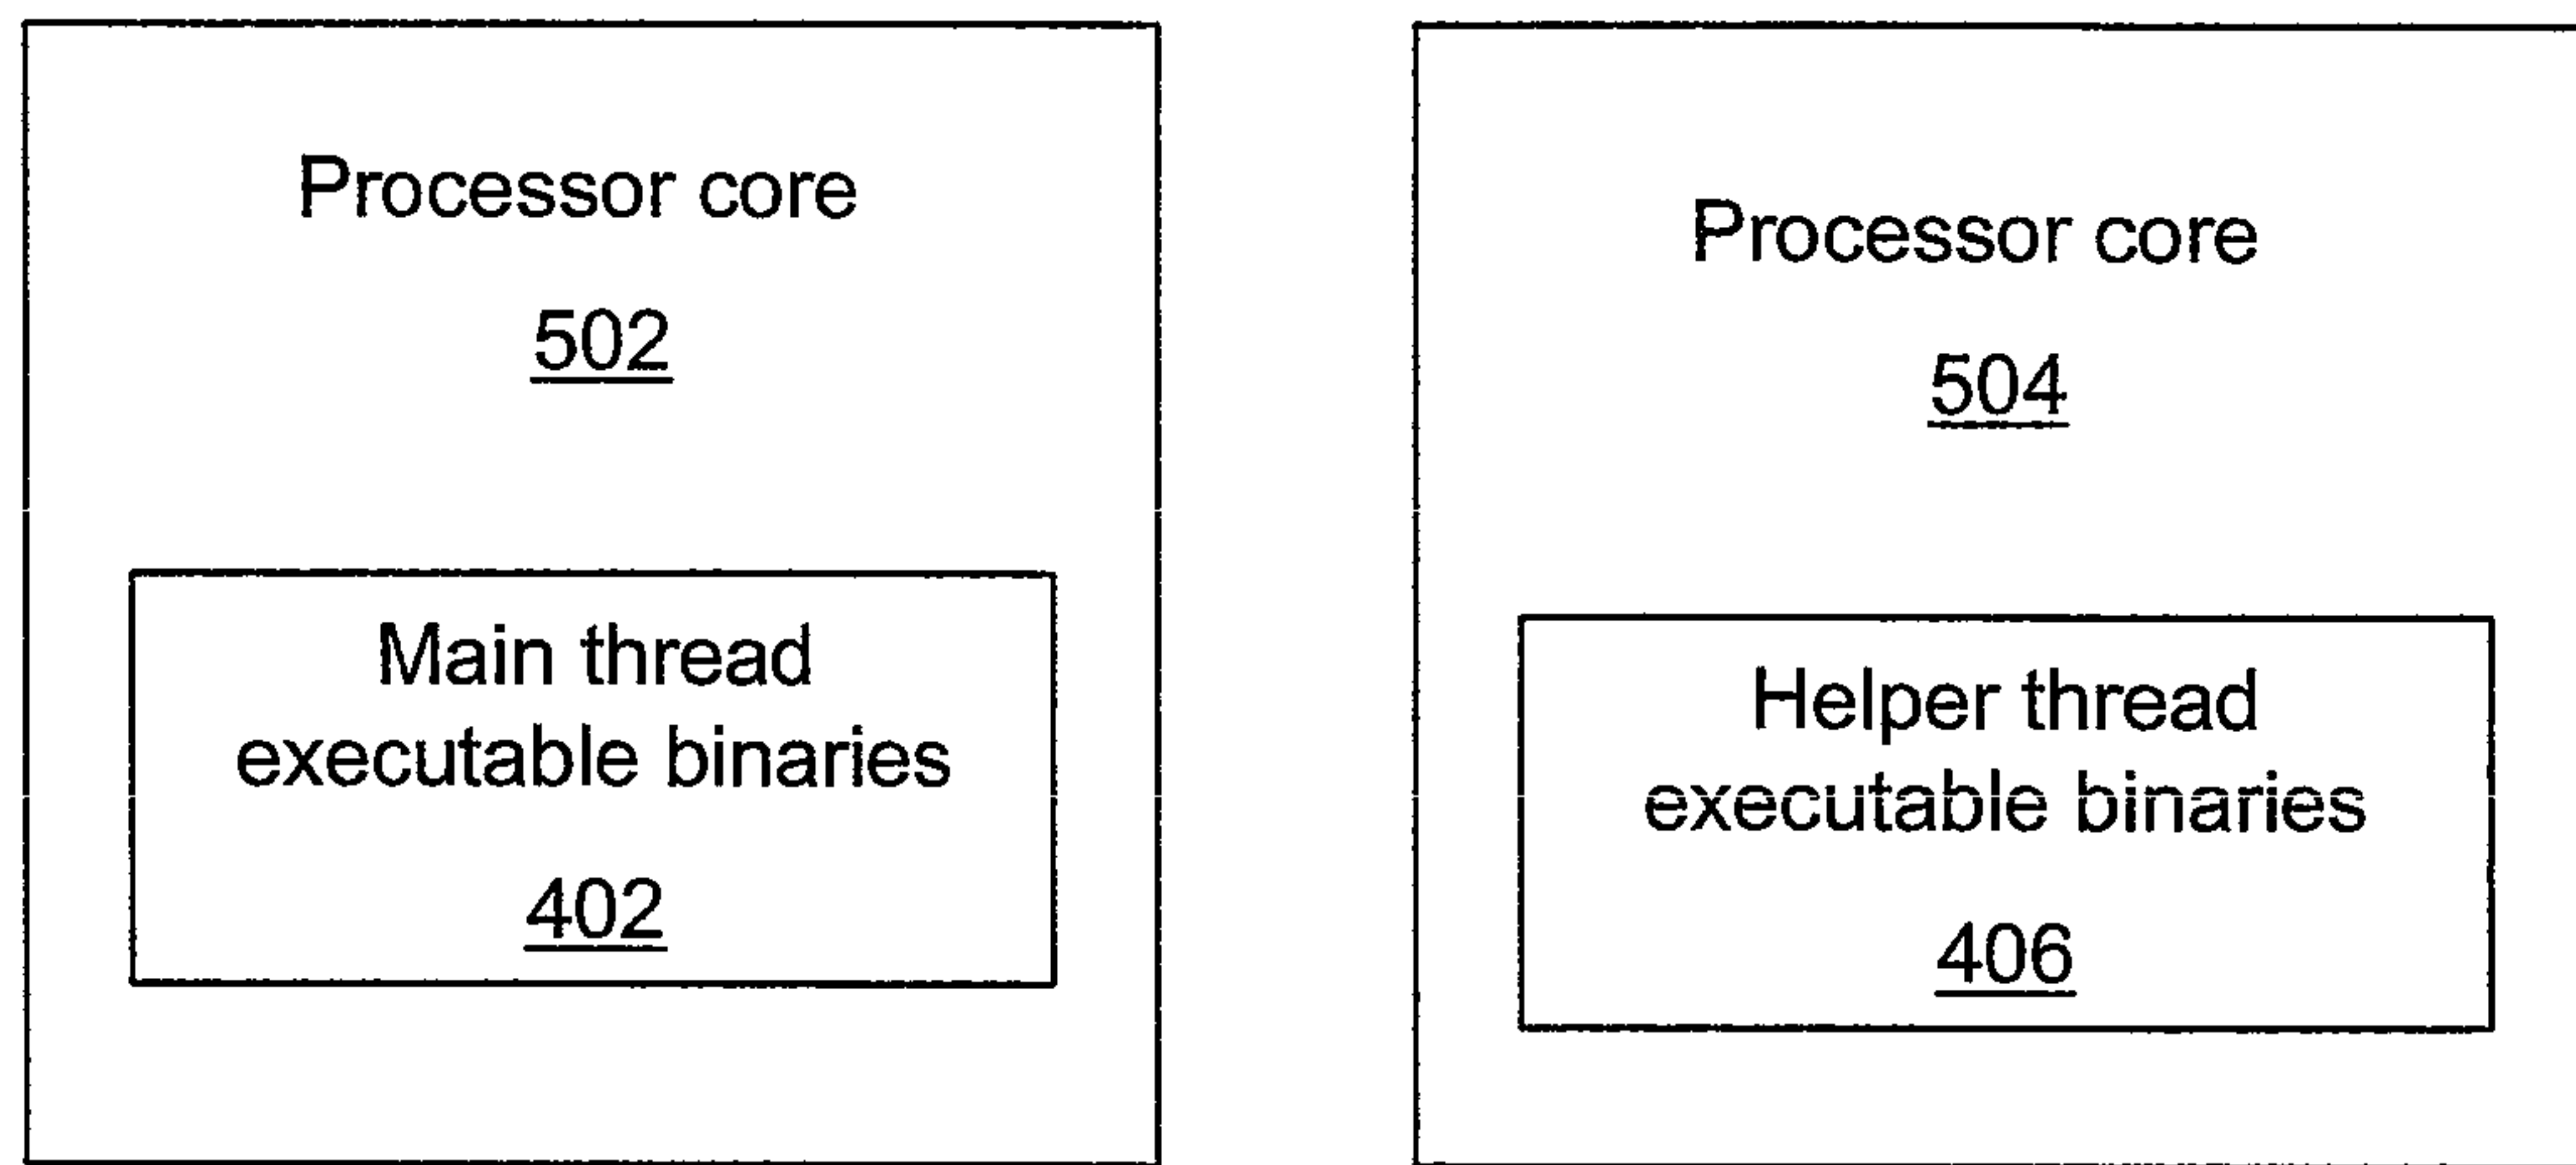 Processor core
502
Main thread
executable binaries
402
Processor core
504
Helper thread
executable binaries
406